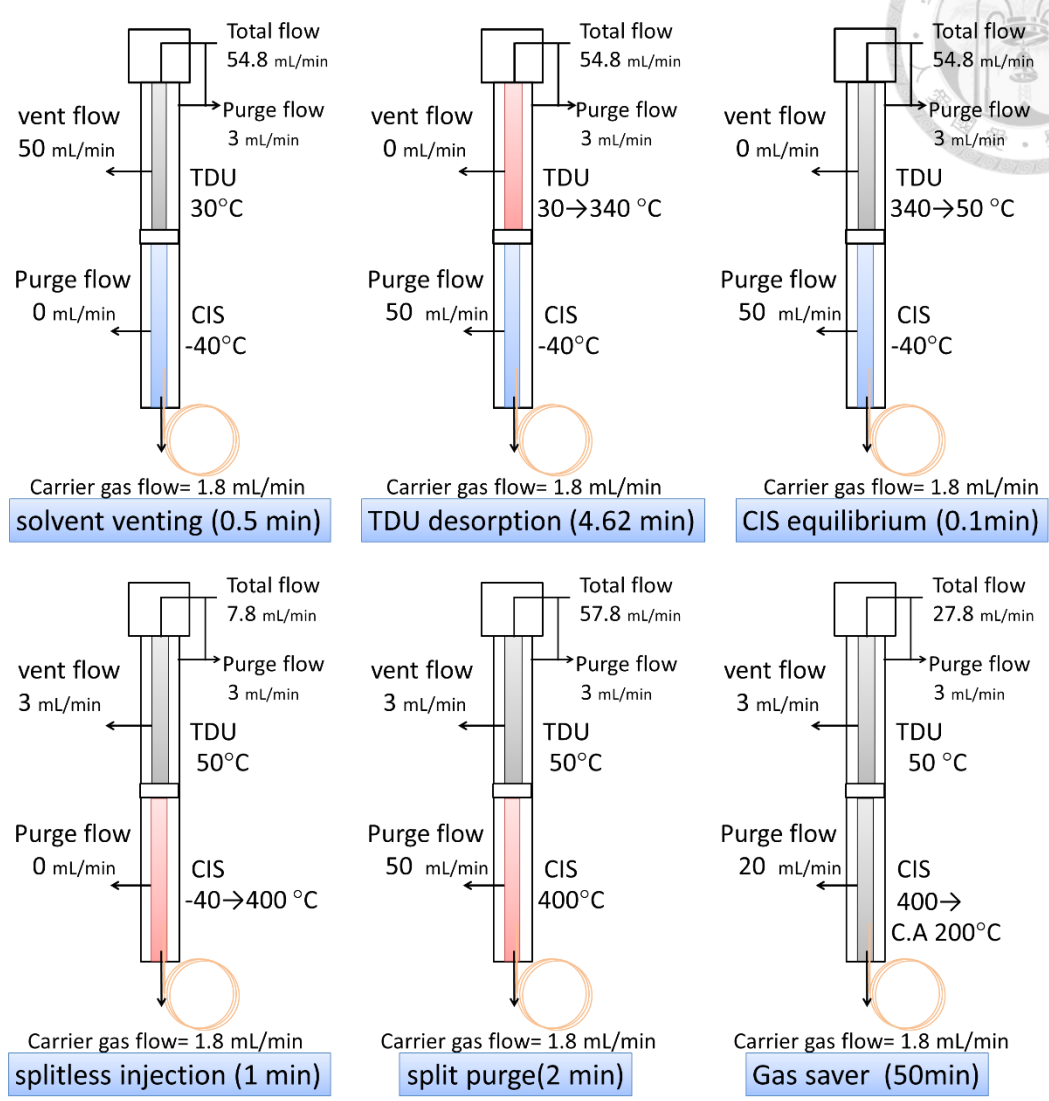 Total flow
54.8 mL/min
Purge flow
3 mL/min
vent flow
50 mL/min
TDU
30°C
Purge flow
0 mL/min
CIS
-40°C
Carrier gas flow= 1.8 mL/min
solvent venting (0.5 min)
Total flow
54.8 mL/min
Purge flow
3 mL/min
vent flow
0 mL/min
TDU
30→340 °C
Purge flow
50 mL/min
CIS
-40°C
Carrier gas flow= 1.8 mL/min
TDU desorption (4.62 min)
Total flow
54.8 mL/min
Purge flow
3 mL/min
vent flow
0 mL/min
TDU
340→50 °C
Purge flow
50 mL/min
CIS
-40°C
Carrier gas flow= 1.8 mL/min
CIS equilibrium (0.1min)
Total flow
7.8 mL/min
Purge flow
3 mL/min
vent flow
3 mL/min
TDU
50°C
Purge flow
0 mL/min
CIS
-40→400 °C
Carrier gas flow= 1.8 mL/min
splitless injection (1 min)
Total flow
57.8 mL/min
Purge flow
3 mL/min
vent flow
3 mL/min
TDU
50°C
Purge flow
50 mL/min
CIS
400°C
Carrier gas flow= 1.8 mL/min
split purge(2 min)
Total flow
27.8 mL/min
Purge flow
3 mL/min
vent flow
3 mL/min
TDU
50 °C
Purge flow
20 mL/min
CIS
400→
C.A 200°C
Carrier gas flow= 1.8 mL/min
Gas saver (50min)